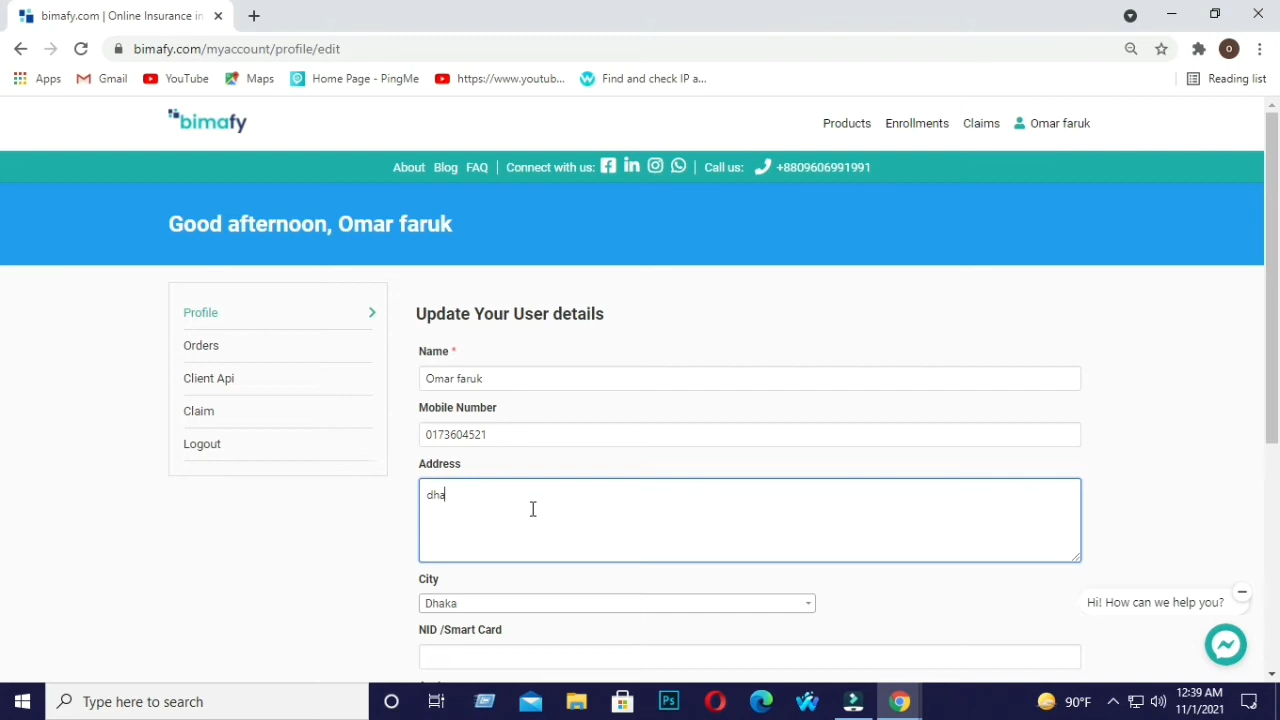 bimafy.com | Online Insurance in
bimafy.com/myaccount/profile/edit
O
Apps Gmail YouTube Maps Home Page - PingMe https://www.youtub... Find and check IP a... Reading list
bimafy
Products Enrollments Claims Omar faruk
About Blog FAQ | Connect with us: | Call us: +8809606991991
Good afternoon, Omar faruk
Profile
Orders
Client Api
Claim
Logout
Update Your User details
Name *
Omar faruk
Mobile Number
0173604521
Address
dha
City
Dhaka
NID /Smart Card
Hi! How can we help you?
Type here to search
Ps
90°F
12:39 AM
11/1/2021